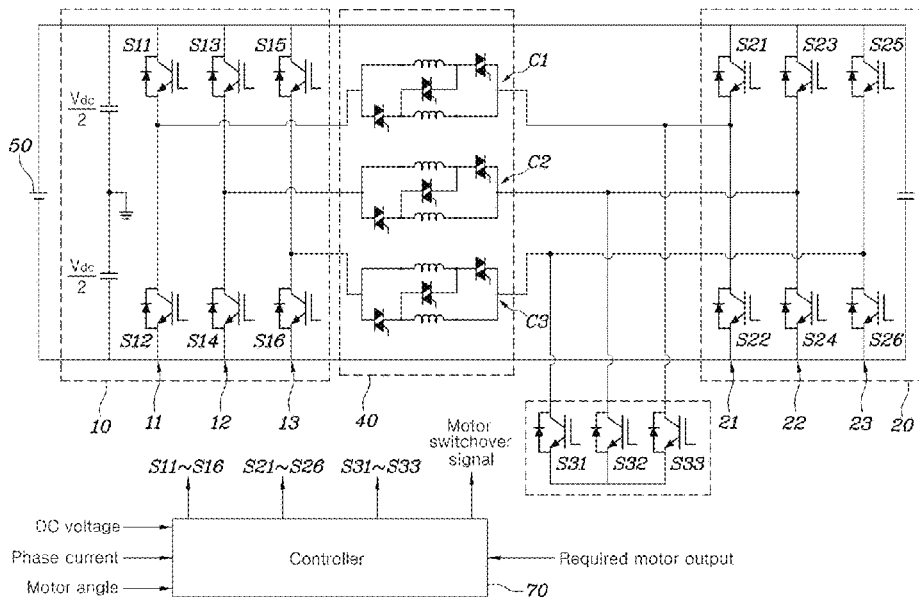 S11 S13 S15
S21 S23 S25
C1
Vdc
2
50
C2
Vdc
2
C3
S12 S14 S16
S22 S24 S26
10 11 12 13 40 21 22 23 20
Motor
switchover
signal
S31 S32 S33
S11~S16 S21~S26 S31~S33
DC voltage
Phase current
Motor angle
Controller
Required motor output
70